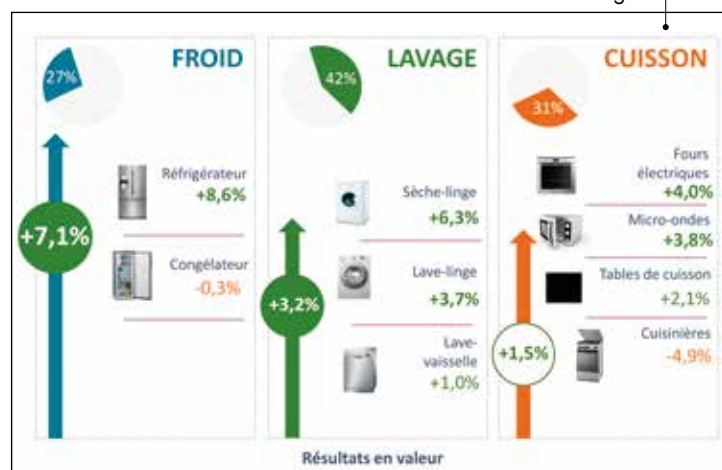 FROID
27%
Réfrigérateur
+8,6%
+7,1%
Congélateur
-0,3%
LAVAGE
42%
Sèche-linge
+6,3%
Lave-linge
+3,7%
+3,2%
Lave-
vaisselle
+1,0%
CUISSON
31%
Fours
électriques
+4,0%
Micro-ondes
+3,8%
Tables de cuisson
+2,1%
Cuisinières
+1,5%
-4,9%
Résultats en valeur